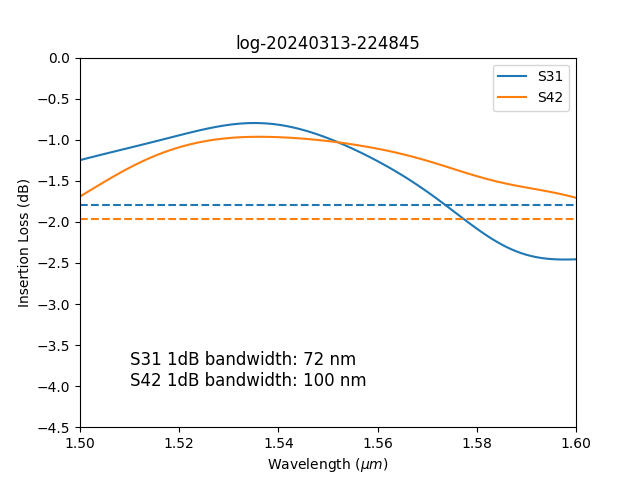 log-20240313-224845
0.0
−0.5
−1.0
−1.5
−2.0
−2.5
−3.0
−3.5
−4.0
−4.5
Insertion Loss (dB)
S31
S42
S31 1dB bandwidth: 72 nm
S42 1dB bandwidth: 100 nm
1.50 1.52 1.54 1.56 1.58 1.60
Wavelength (μm)